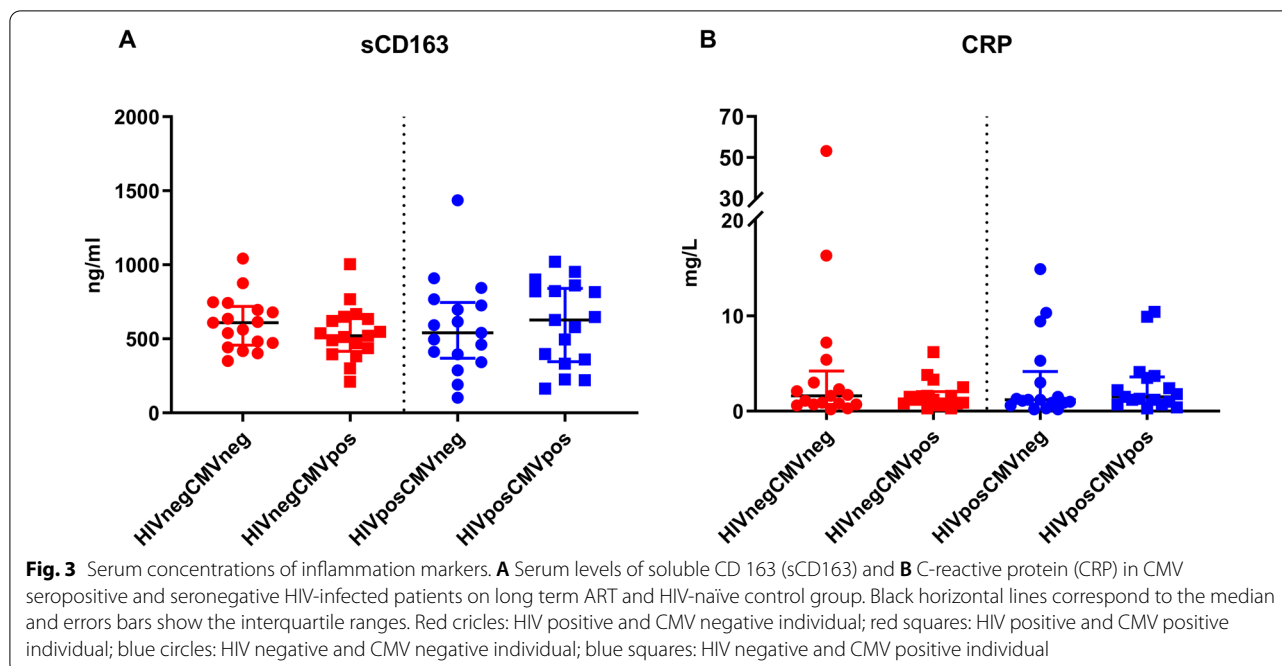 A
sCD163
2000
1500
1000
500
0
ng/ml
HIVnegCMVneg
HIVnegCMVpos
HIVposCMVneg
HIVposCMVpos
B
CRP
70
50
30
20
10
0
mg/L
HIVnegCMVneg
HIVnegCMVpos
HIVposCMVneg
HIVposCMVpos
Fig. 3 Serum concentrations of inflammation markers. A Serum levels of soluble CD 163 (sCD163) and B C-reactive protein (CRP) in CMV
seropositive and seronegative HIV-infected patients on long term ART and HIV-naïve control group. Black horizontal lines correspond to the median
and errors bars show the interquartile ranges. Red cricles: HIV positive and CMV negative individual; red squares: HIV positive and CMV positive
individual; blue circles: HIV negative and CMV negative individual; blue squares: HIV negative and CMV positive individual